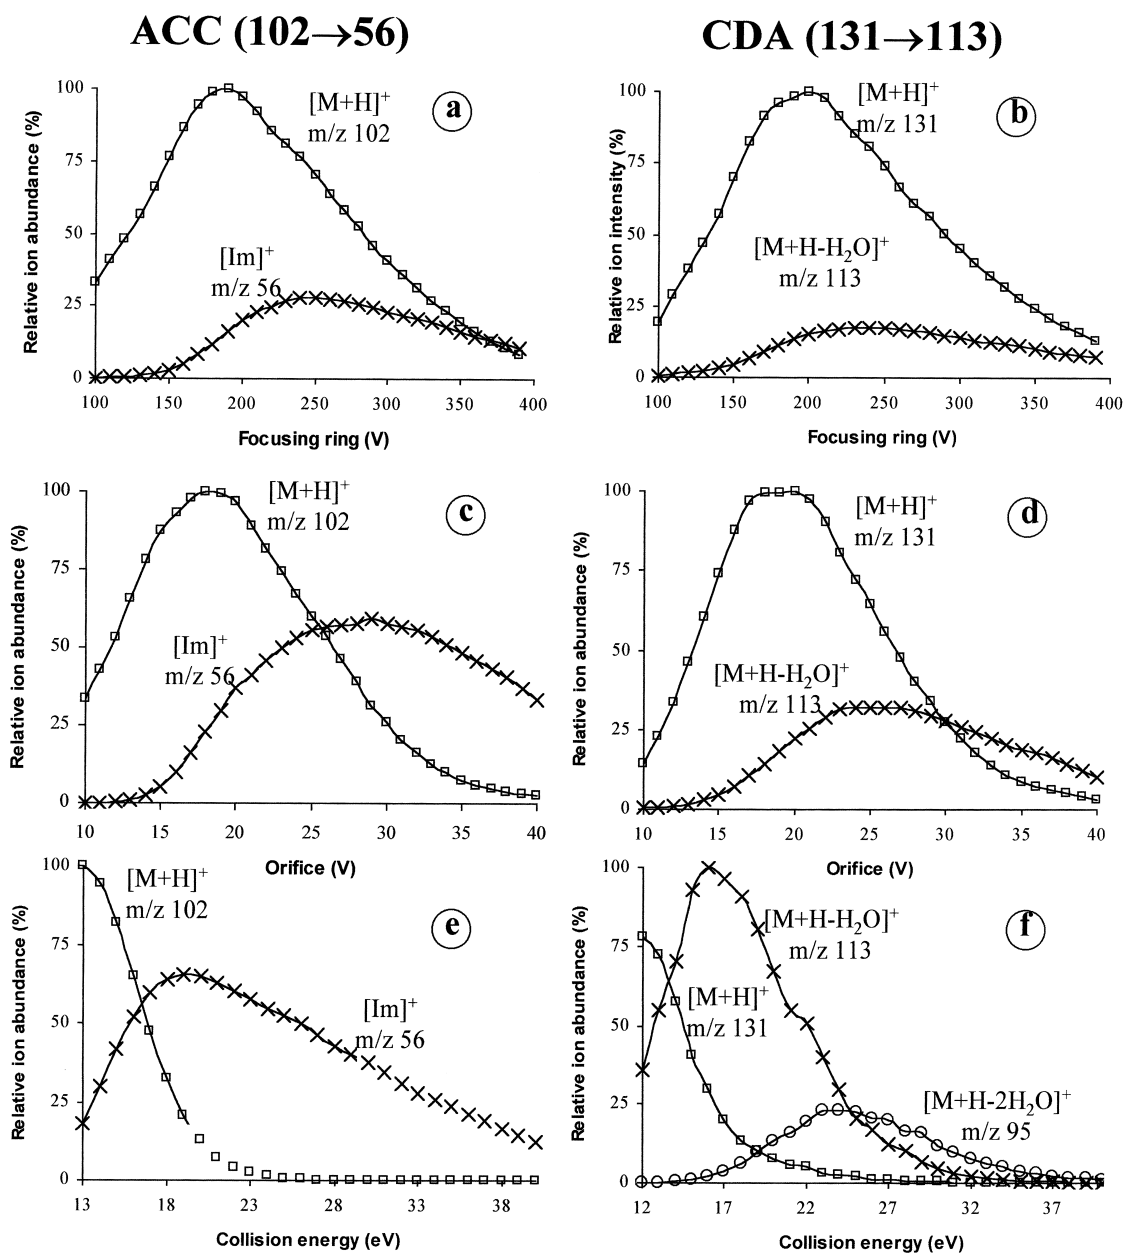 ACC (102→56)
CDA (131→113)
Relative ion abundance (%)
100
75
50
25
0
[M+H]+
m/z 102
a
[Im]+
m/z 56
100 150 200 250 300 350 400
Focusing ring (V)
Relative ion intensity (%)
100
75
50
25
0
[M+H]+
m/z 131
b
[M+H-H2O]+
m/z 113
100 150 200 250 300 350 400
Focusing ring (V)
Relative ion abundance (%)
100
75
50
25
0
[M+H]+
m/z 102
c
[Im]+
m/z 56
10 15 20 25 30 35 40
Orifice (V)
Relative ion abundance (%)
100
75
50
25
0
[M+H]+
m/z 131
d
[M+H-H2O]+
m/z 113
10 15 20 25 30 35 40
Orifice (V)
Relative ion abundance (%)
100
75
50
25
0
[M+H]+
m/z 102
e
[Im]+
m/z 56
13 18 23 28 33 38
Collision energy (eV)
Relative ion abundance (%)
100
75
50
25
0
[M+H-H2O]+
m/z 113
f
[M+H]+
m/z 131
[M+H-2H2O]+
m/z 95
12 17 22 27 32 37
Collision energy (eV)